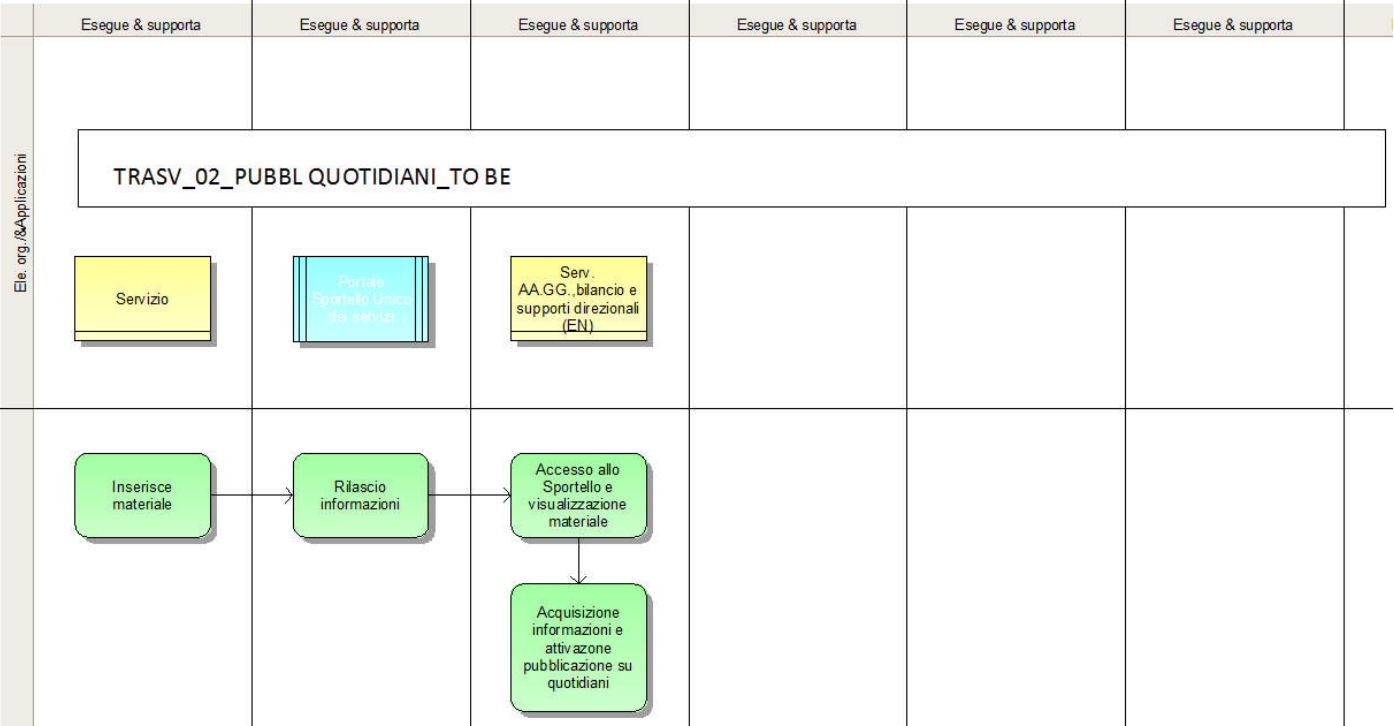 Esegue & supporta
Esegue & supporta
Esegue & supporta
Esegue & supporta
Esegue & supporta
Esegue & supporta
Ele. org./&Applicazioni
TRASV_02_PUBBL QUOTIDIANI_TO BE
Servizio
Portale
Sportello Unico
dei servizi
Serv.
AA.GG.,bilancio e
supporti direzionali
(EN)
Inserisce
materiale
Rilascio
informazioni
Accesso allo
Sportello e
visualizzazione
materiale
Acquisizione
informazioni e
attivazone
pubblicazione su
quotidiani